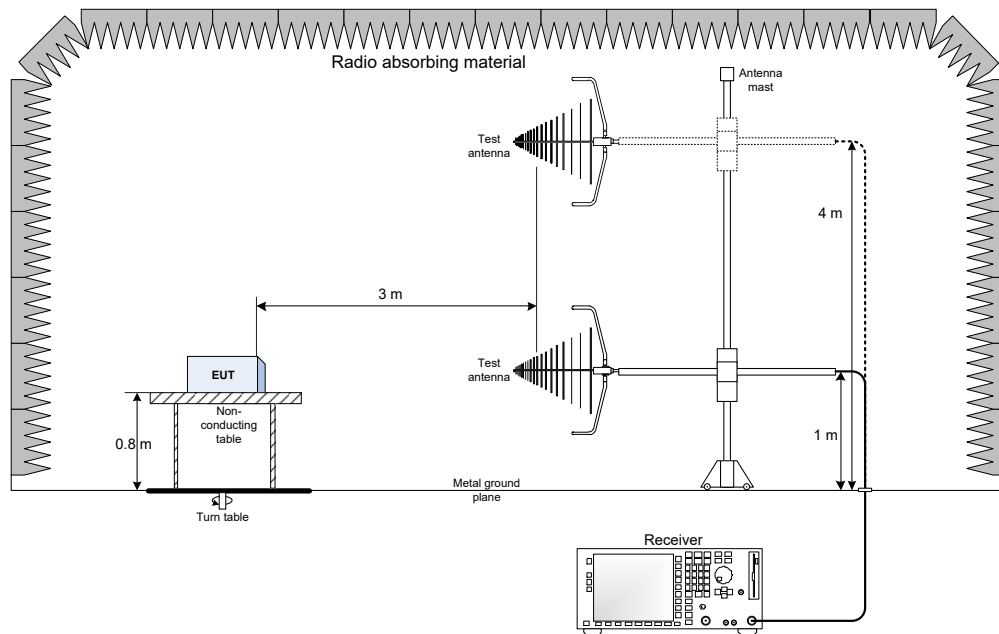 Radio absorbing material
Antenna
mast
Test
antenna
4 m
3 m
Test
antenna
EUT
Non-
conducting
table
0.8 m
1 m
Metal ground
plane
Turn table
Receiver